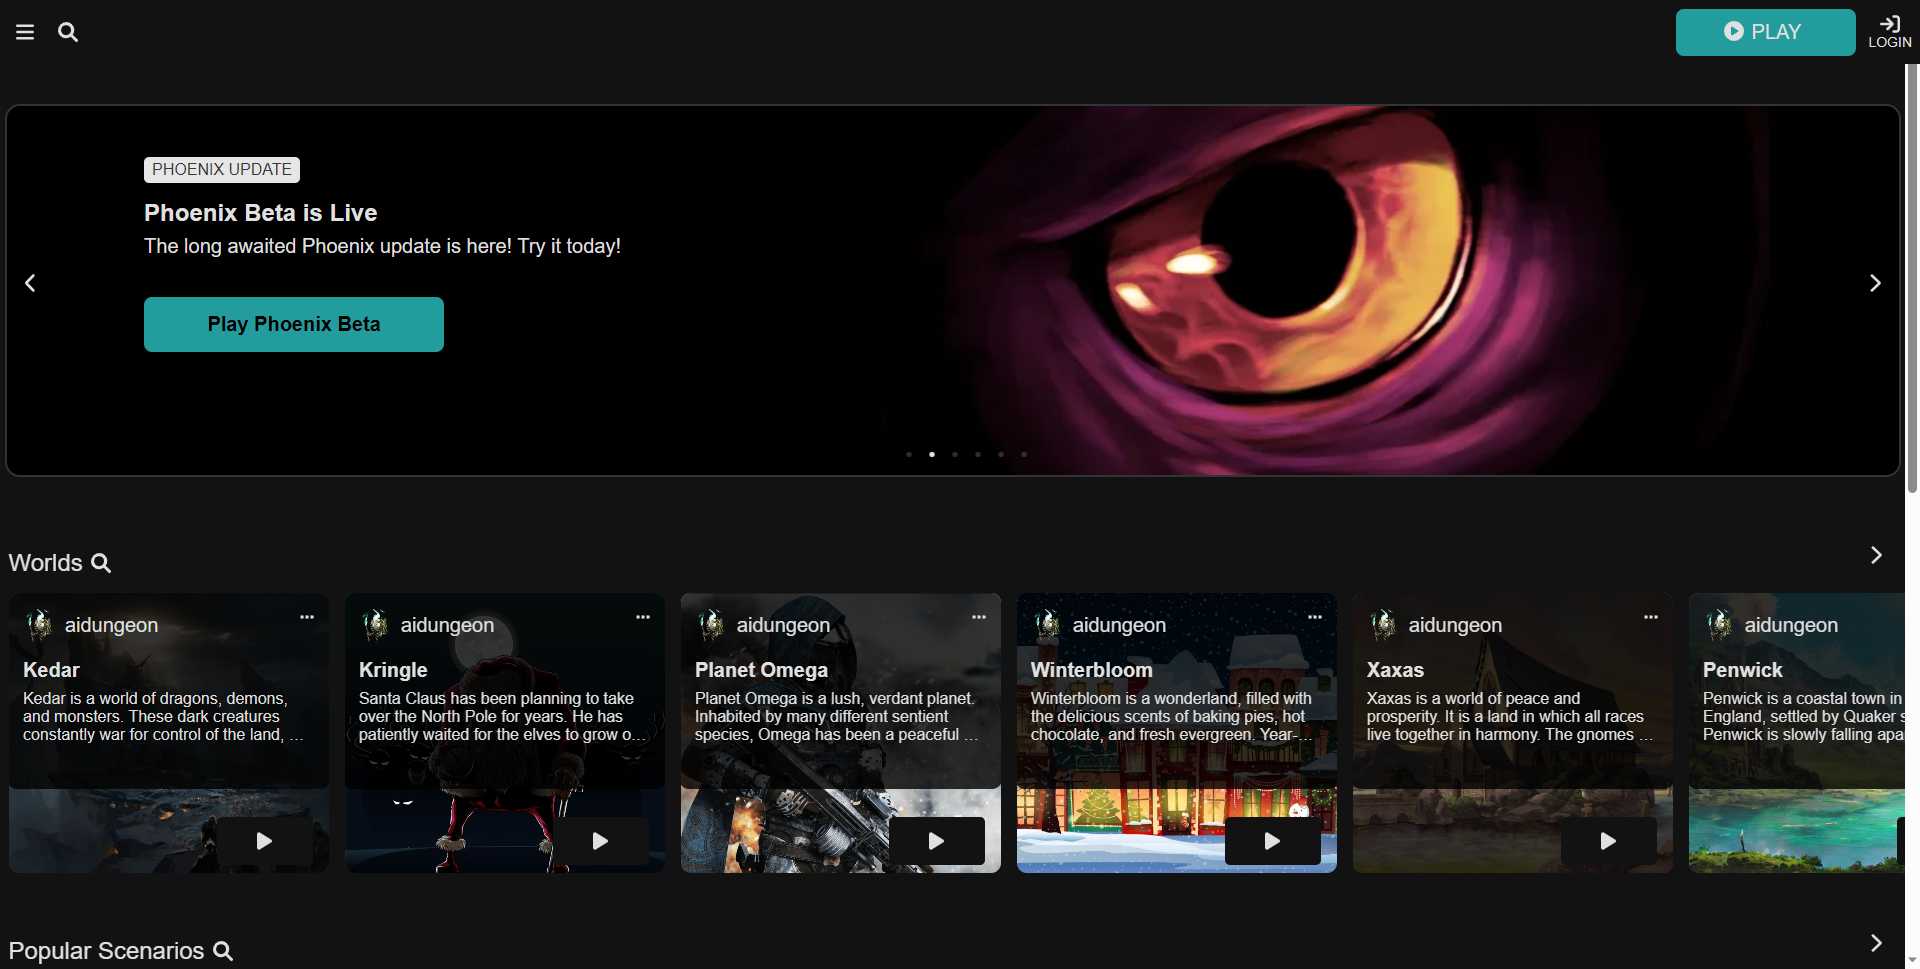 PLAY
LOGIN
PHOENIX UPDATE
Phoenix Beta is Live
The long awaited Phoenix update is here! Try it today!
Play Phoenix Beta
Worlds
aidungeon
Kedar
Kedar is a world of dragons, demons,
and monsters. These dark creatures
constantly war for control of the land, ...
aidungeon
Kringle
Santa Claus has been planning to take
over the North Pole for years. He has
patiently waited for the elves to grow o...
aidungeon
Planet Omega
Planet Omega is a lush, verdant planet.
Inhabited by many different sentient
species, Omega has been a peaceful ...
aidungeon
Winterbloom
Winterbloom is a wonderland, filled with
the delicious scents of baking pies, hot
chocolate, and fresh evergreen. Year-...
aidungeon
Xaxas
Xaxas is a world of peace and
prosperity. It is a land in which all races
live together in harmony. The gnomes ...
aidungeon
Penwick
Penwick is a coastal town in
England, settled by Quaker
Penwick is slowly falling
Popular Scenarios